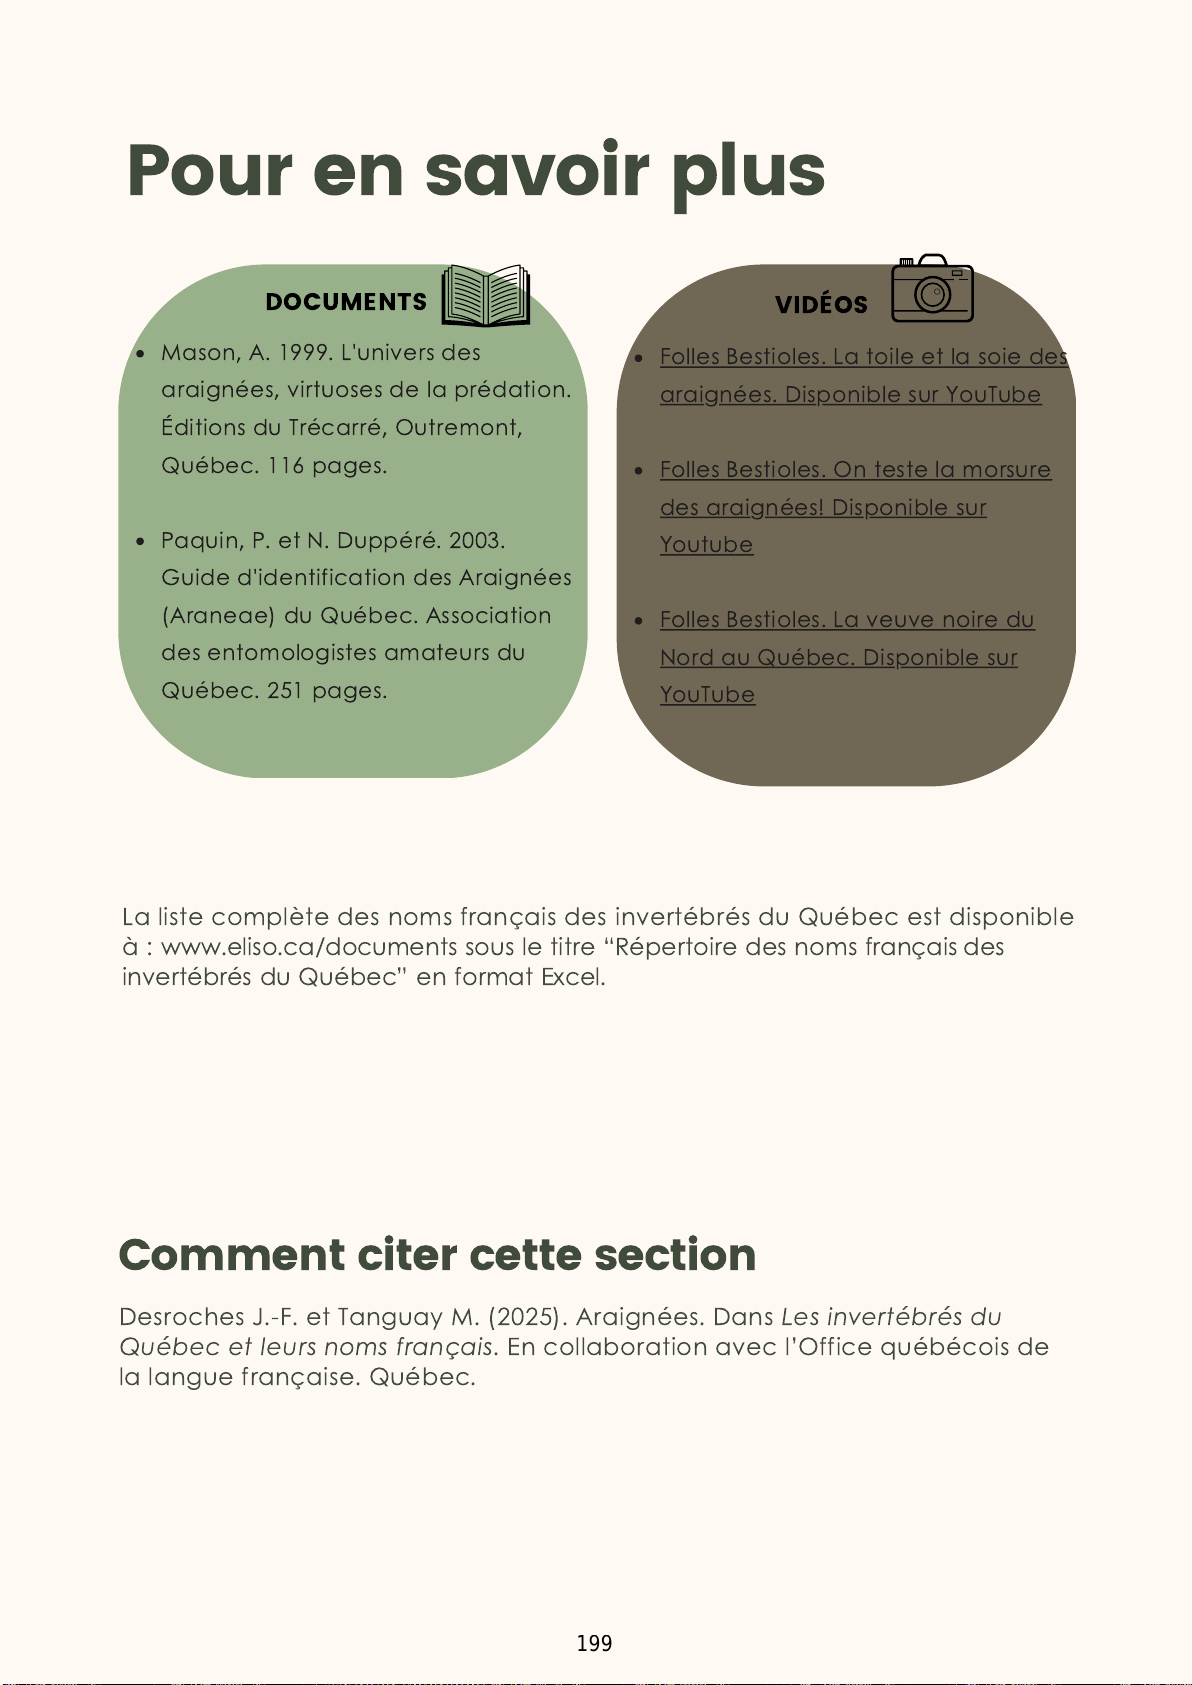 Pour en savoir plus
DOCUMENTS
• Mason, A. 1999. L'univers des
araignées, virtuoses de la prédation.
Éditions du Trécarré, Outremont,
Québec. 116 pages.
• Paquin, P. et N. Duppéré. 2003.
Guide d'identification des Araignées
(Araneae) du Québec. Association
des entomologistes amateurs du
Québec. 251 pages.
VIDÉOS
• Folles Bestioles. La toile et la soie des
araignées. Disponible sur YouTube
• Folles Bestioles. On teste la morsure
des araignées! Disponible sur
Youtube
• Folles Bestioles. La veuve noire du
Nord au Québec. Disponible sur
YouTube
La liste complète des noms français des invertébrés du Québec est disponible
à : www.eliso.ca/documents sous le titre “Répertoire des noms français des
invertébrés du Québec” en format Excel.
Comment citer cette section
Desroches J.-F. et Tanguay M. (2025). Araignées. Dans Les invertébrés du
Québec et leurs noms français. En collaboration avec l’Office québécois de
la langue française. Québec.
199